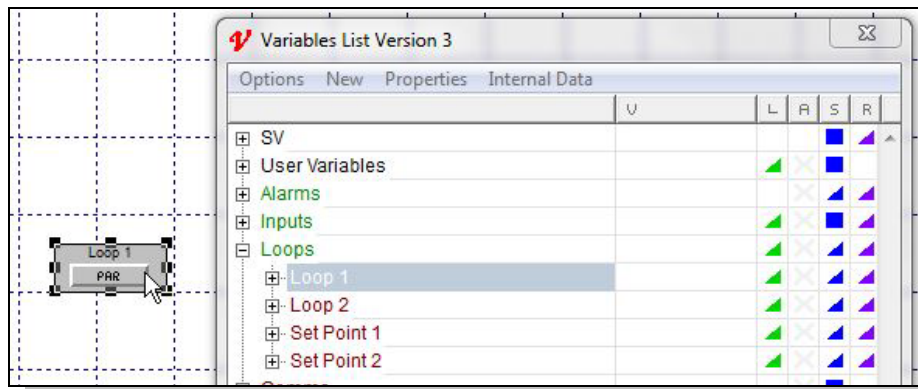 Variables List Version 3
Options New Properties Internal Data
V L A S R
SV
User Variables
Alarms
Inputs
Loops
Loop 1
Loop 2
Set Point 1
Set Point 2
Loop 1
PAR